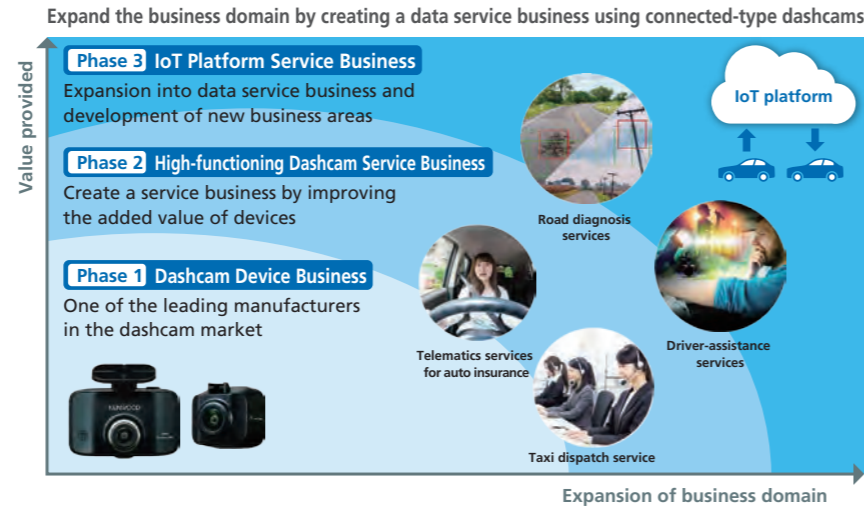 Expand the business domain by creating a data service business using connected-type dashcams
Value provided
Phase 3 IoT Platform Service Business
Expansion into data service business and
development of new business areas
IoT platform
Phase 2 High-functioning Dashcam Service Business
Create a service business by improving
the added value of devices
Road diagnosis
services
Phase 1 Dashcam Device Business
One of the leading manufacturers
in the dashcam market
Telematics services
for auto insurance
Driver-assistance
services
KENWOOD
Taxi dispatch service
Expansion of business domain